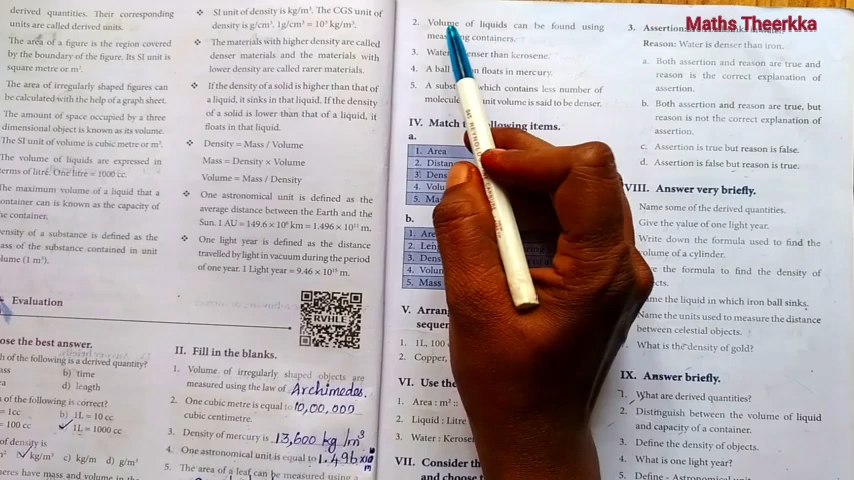 Maths Theerkka
derived quantities. Their corresponding
units are called derived units.
The area of a figure is the region covered
by the boundary of the figure. Its SI unit is
square metre or m².
The area of irregularly shaped figures can
be calculated with the help of a graph sheet.
The amount of space occupied by a three
dimensional object is known as its volume.
The SI unit of volume is cubic metre or m³.
The volume of liquids are expressed in
terms of litre. One litre = 1000 cc.
The maximum volume of a liquid that a
container can is known as the capacity of
the container.
density of a substance is defined as the
mass of the substance contained in unit
volume (1 m³).
Evaluation
ose the best answer.
h of the following is a derived quantity?
ass b) time
ea d) length
of the following is correct?
= 1cc b) 1L = 10 cc
= 100 cc ✓ 1L = 1000 cc
of density is
m² ✓ kg/m³ c) kg/m d) g/m³
heres have mass and volume in the
❖ SI unit of density is kg/m³. The CGS unit of
density is g/cm³. 1g/cm³ = 10³ kg/m³.
❖ The materials with higher density are called
denser materials and the materials with
lower density are called rarer materials.
❖ If the density of a solid is higher than that of
a liquid, it sinks in that liquid. If the density
of a solid is lower than that of a liquid, it
floats in that liquid.
❖ Density = Mass / Volume
Mass = Density × Volume
Volume = Mass / Density
❖ One astronomical unit is defined as the
average distance between the Earth and the
Sun. 1 AU = 149.6 × 10⁶ km = 1.496 × 10¹¹ m.
❖ One light year is defined as the distance
travelled by light in vacuum during the period
of one year. 1 Light year = 9.46 × 10¹⁵ m.
RVHLE
II. Fill in the blanks.
1. Volume of irregularly shaped objects are
measured using the law of Archimedes.
2. One cubic metre is equal to 10,00,000
cubic centimetre.
3. Density of mercury is 13,600 kg/m³
4. One astronomical unit is equal to 1.496×10¹¹ m
5. The area of a leaf can be measured using a
2. Volume of liquids can be found using
measuring containers.
3. Water denser than kerosene.
4. A ball floats in mercury.
5. A substance which contains less number of
molecules unit volume is said to be denser.
IV. Match following items.
a.
1. Area
2. Distan
3. Dens
4. Volu
5. Ma
b.
1. Are
2. Leng
3. Dens
4. Volum
5. Mass
V. Arrang
sequen
1. 1L, 100
2. Copper,
VI. Use the
1. Area : m² ::
2. Liquid : Litre
3. Water : Kerosen
VII. Consider th
and choose t
3. Assertion:
Reason: Water is denser than iron.
a. Both assertion and reason are true and
reason is the correct explanation of
assertion.
b. Both assertion and reason are true, but
reason is not the correct explanation of
assertion.
c. Assertion is true but reason is false.
d. Assertion is false but reason is true.
VIII. Answer very briefly.
Name some of the derived quantities.
Give the value of one light year.
Write down the formula used to find the
volume of a cylinder.
the formula to find the density of
ame the liquid in which iron ball sinks.
Name the units used to measure the distance
between celestial objects.
What is the density of gold?
IX. Answer briefly.
1. What are derived quantities?
2. Distinguish between the volume of liquid
and capacity of a container.
3. Define the density of objects.
4. What is one light year?
5. Define - Astronomical